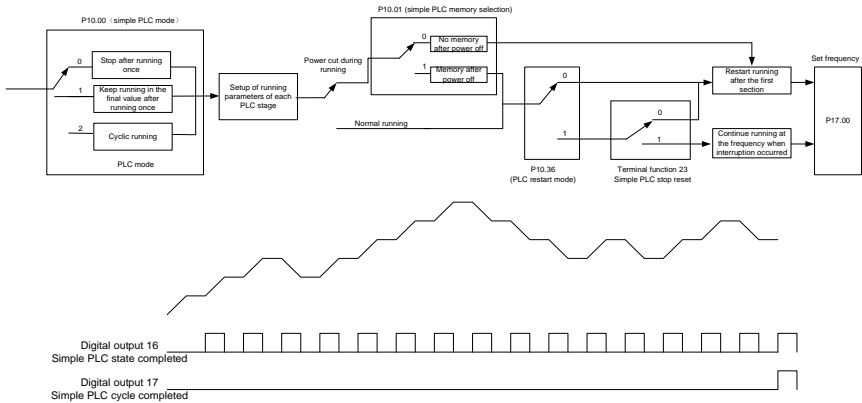 P10.00（simple PLC mode）
P10.01 (simple PLC memory selection)
0
Stop after running
once
1
Keep running in the
final value after
running once
2
Cyclic running
PLC mode
Setup of running
parameters of each
PLC stage
Power cut during
running
0
No memory
after power off
1
Memory after
power off
Normal running
0
1
P10.36
(PLC restart mode)
0
1
Terminal function 23
Simple PLC stop reset
Restart running
after the first
section
Continue running at
the frequency when
interruption occurred
Set frequency
P17.00
Digital output 16
Simple PLC state completed
Digital output 17
Simple PLC cycle completed